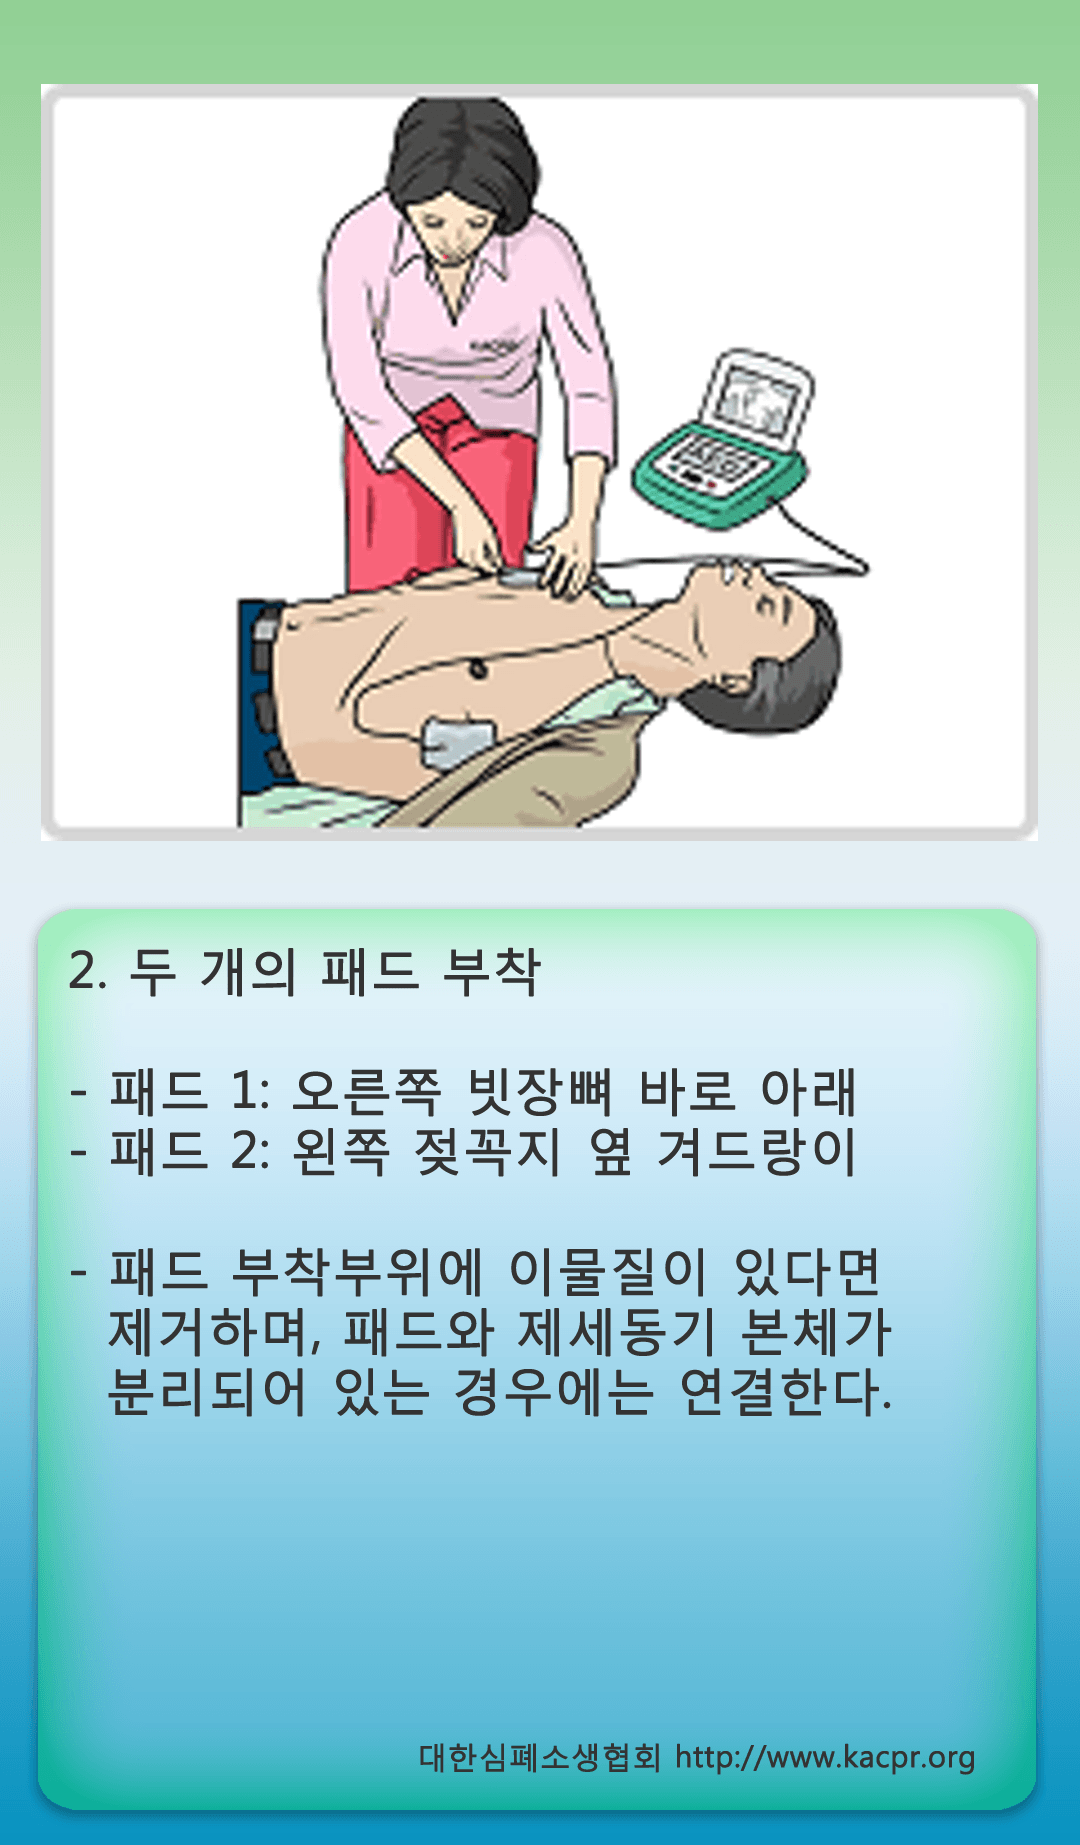 2. 두 개의 패드 부착
- 패드 1: 오른쪽 빗장뼈 바로 아래
- 패드 2: 왼쪽 젖꼭지 옆 겨드랑이
- 패드 부착부위에 이물질이 있다면
제거하며, 패드와 제세동기 본체가
분리되어 있는 경우에는 연결한다.
대한심폐소생협회 http://www.kacpr.org